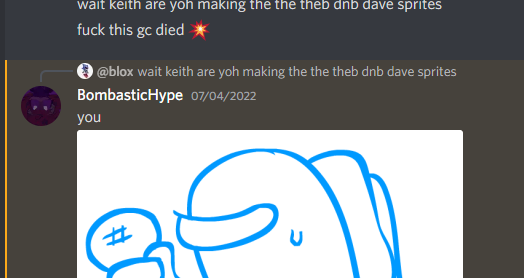 wait keith are yoh making the the theb dnb dave sprites
fuck this gc died
@blox wait keith are yoh making the the theb dnb dave sprites
BombasticHype 07/04/2022
you
#